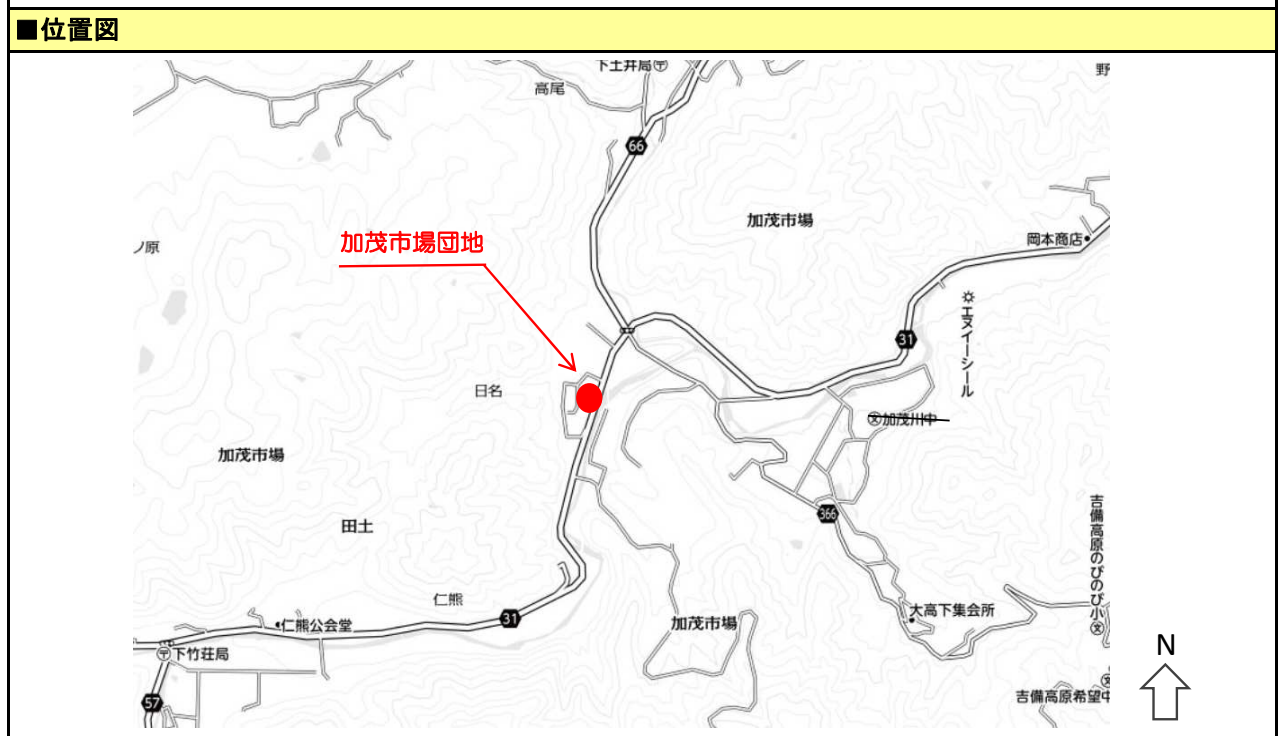 ■位置図
下土井局
野
高尾
66
加茂市場
岡本商店
ノ原
加茂市場団地
エヌイーシール
31
日名
加茂川中
加茂市場
吉備高原のびのび小
366
田土
仁熊
大高下集会所
31
仁熊公会堂
加茂市場
下竹荘局
N
吉備高原希望中
57